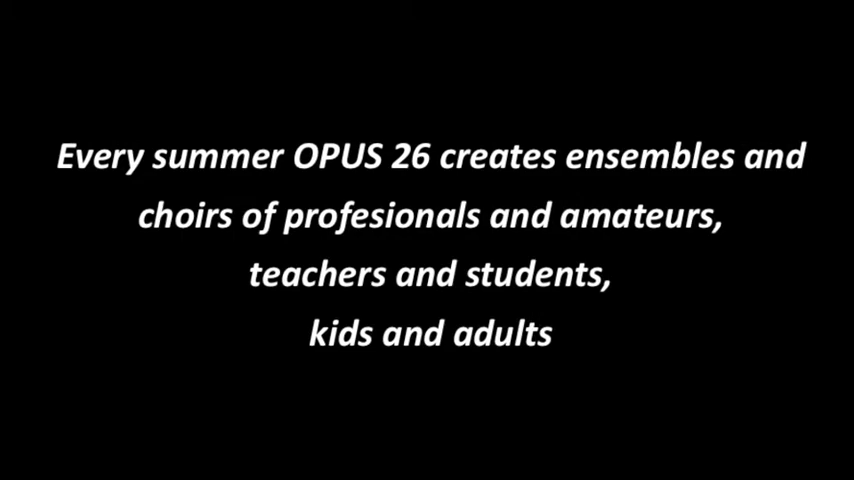 Every summer OPUS 26 creates ensembles and
choirs of profesionals and amateurs,
teachers and students,
kids and adults